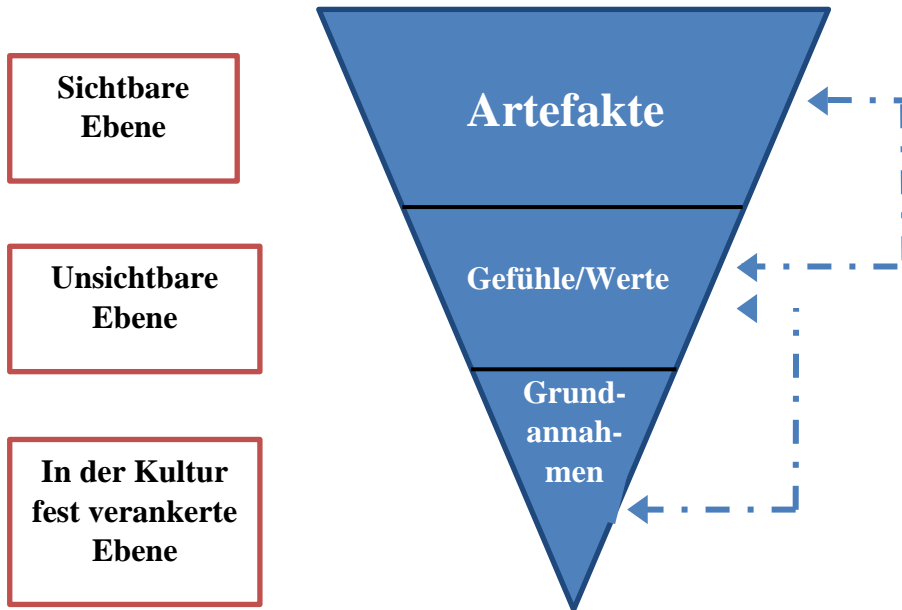 Sichtbare
Ebene
Artefakte
Unsichtbare
Ebene
Gefühle/Werte
In der Kultur
fest verankerte
Ebene
Grund-
annah-
men